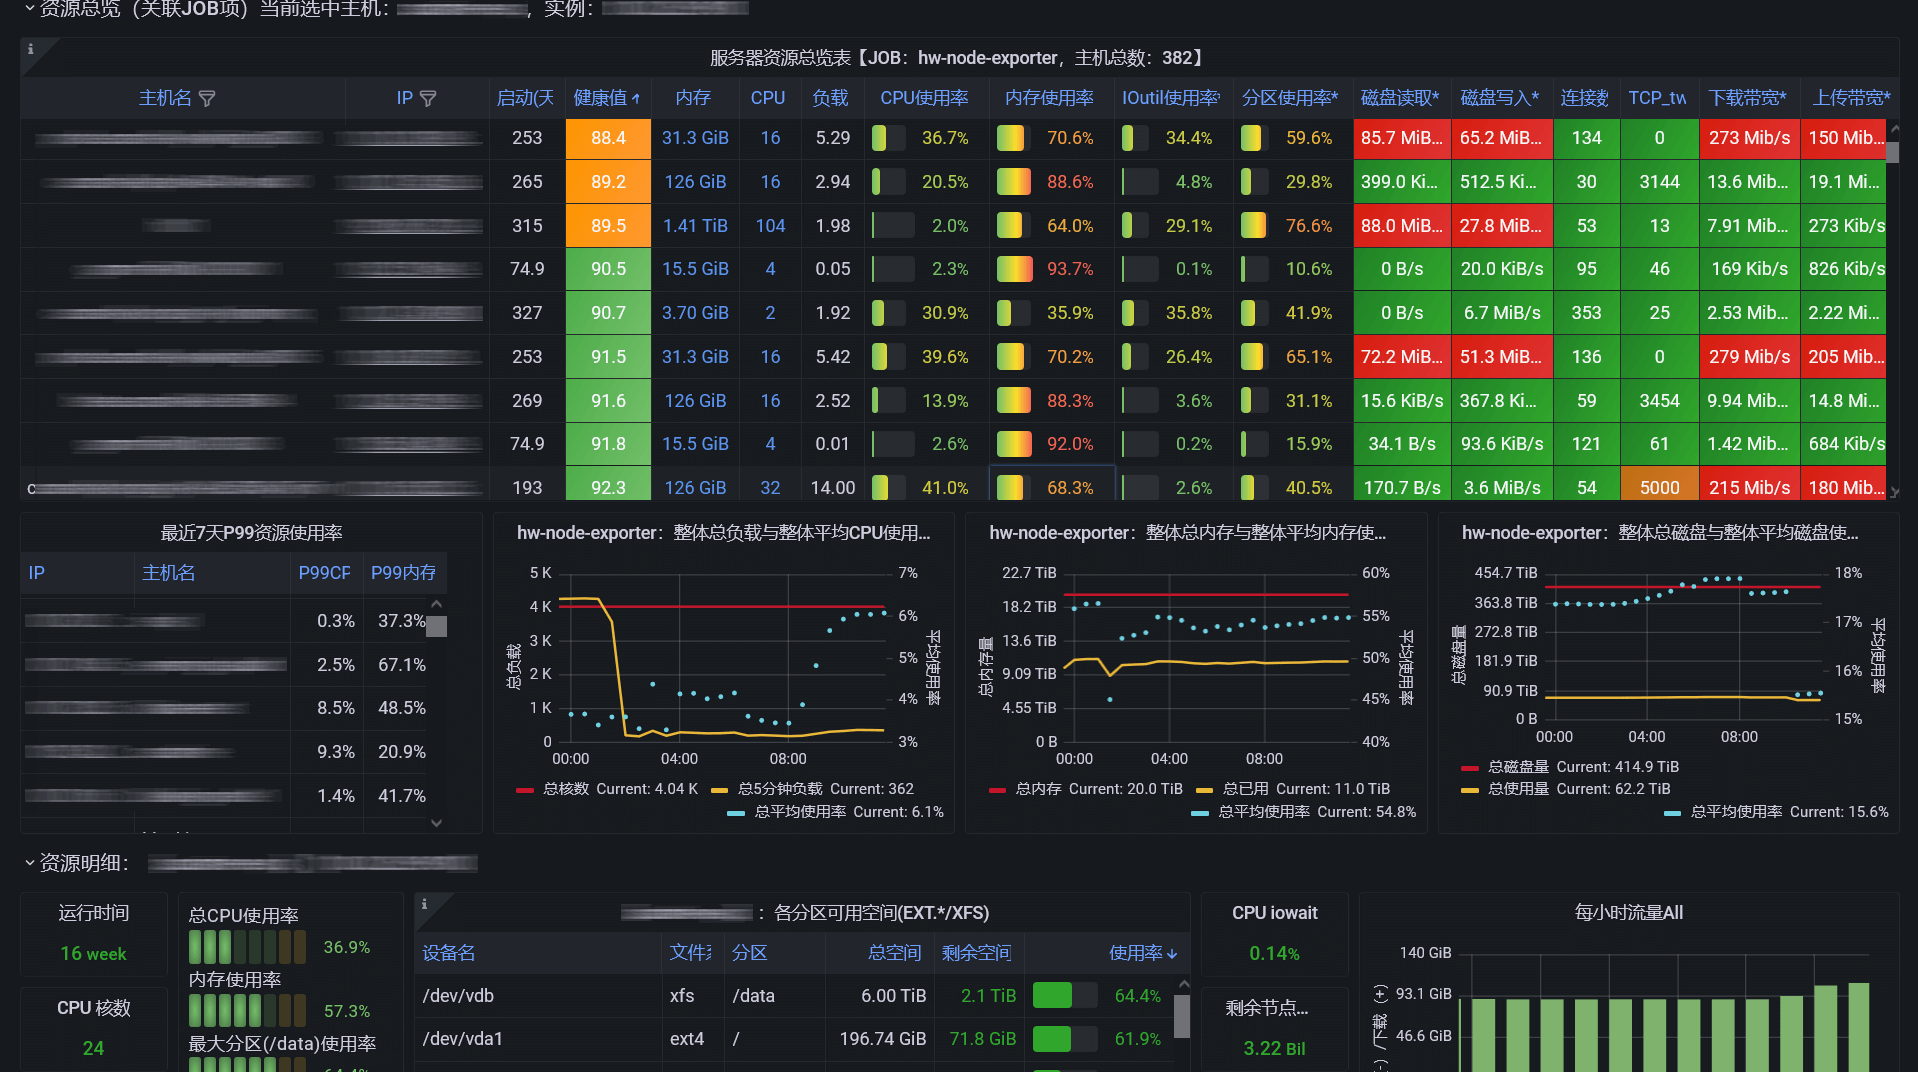 资源总览（关联JOB项）当前选中主机：，实例：
服务器资源总览表【JOB：hw-node-exporter，主机总数：382】
主机名 IP 启动(天 健康值↑ 内存 CPU 负载 CPU使用率 内存使用率 IOutil使用率* 分区使用率* 磁盘读取* 磁盘写入* 连接数 TCP_tw 下载带宽* 上传带宽*
253 88.4 31.3 GiB 16 5.29 36.7% 70.6% 34.4% 59.6% 85.7 MiB... 65.2 MiB... 134 0 273 Mib/s 150 Mib...
265 89.2 126 GiB 16 2.94 20.5% 88.6% 4.8% 29.8% 399.0 Ki... 512.5 Ki... 30 3144 13.6 Mib... 19.1 Mi...
315 89.5 1.41 TiB 104 1.98 2.0% 64.0% 29.1% 76.6% 88.0 MiB... 27.8 MiB... 53 13 7.91 Mib... 273 Kib/s
74.9 90.5 15.5 GiB 4 0.05 2.3% 93.7% 0.1% 10.6% 0 B/s 20.0 KiB/s 95 46 169 Kib/s 826 Kib/s
327 90.7 3.70 GiB 2 1.92 30.9% 35.9% 35.8% 41.9% 0 B/s 6.7 MiB/s 353 25 2.53 Mib... 2.22 Mi...
253 91.5 31.3 GiB 16 5.42 39.6% 70.2% 26.4% 65.1% 72.2 MiB... 51.3 MiB... 136 0 279 Mib/s 205 Mib...
269 91.6 126 GiB 16 2.52 13.9% 88.3% 3.6% 31.1% 15.6 KiB/s 367.8 Ki... 59 3454 9.94 Mib... 14.8 Mi...
74.9 91.8 15.5 GiB 4 0.01 2.6% 92.0% 0.2% 15.9% 34.1 B/s 93.6 KiB/s 121 61 1.42 Mib... 684 Kib/s
c 193 92.3 126 GiB 32 14.00 41.0% 68.3% 2.6% 40.5% 170.7 B/s 3.6 MiB/s 54 5000 215 Mib/s 180 Mib...
最近7天P99资源使用率
IP 主机名 P99CP P99内存
0.3% 37.3%
2.5% 67.1%
8.5% 48.5%
9.3% 20.9%
1.4% 41.7%
hw-node-exporter：整体总负载与整体平均CPU使用...
5 K
4 K
3 K
2 K
1 K
0
总负载
7%
6%
5%
4%
3%
平均使用率
00:00 04:00 08:00
总核数 Current: 4.04 K 总5分钟负载 Current: 362
总平均使用率 Current: 6.1%
hw-node-exporter：整体总内存与整体平均内存使...
22.7 TiB
18.2 TiB
13.6 TiB
9.09 TiB
4.55 TiB
0 B
总内存量
60%
55%
50%
45%
40%
平均使用率
00:00 04:00 08:00
总内存 Current: 20.0 TiB 总已用 Current: 11.0 TiB
总平均使用率 Current: 54.8%
hw-node-exporter：整体总磁盘与整体平均磁盘使...
454.7 TiB
363.8 TiB
272.8 TiB
181.9 TiB
90.9 TiB
0 B
总磁盘量
18%
17%
16%
15%
平均使用率
00:00 04:00 08:00
总磁盘量 Current: 414.9 TiB
总使用量 Current: 62.2 TiB
总平均使用率 Current: 15.6%
资源明细：
运行时间
16 week
CPU 核数
24
总CPU使用率
36.9%
内存使用率
57.3%
最大分区(/data)使用率
：各分区可用空间(EXT.*/XFS)
设备名 文件系 分区 总空间 剩余空间 使用率↓
/dev/vdb xfs /data 6.00 TiB 2.1 TiB 64.4%
/dev/vda1 ext4 / 196.74 GiB 71.8 GiB 61.9%
CPU iowait
0.14%
剩余节点...
3.22 Bil
每小时流量All
140 GiB
93.1 GiB
46.6 GiB
(-) /下载 (+)